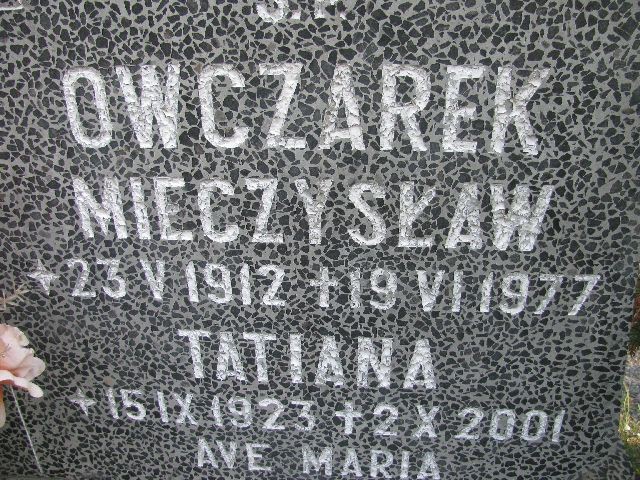 OWCZAREK
MIECZYSŁAW
23 V 1912 + 19 VI 1977
TATIANA
15 IX 1923 + 2 X 2001
AVE MARIA